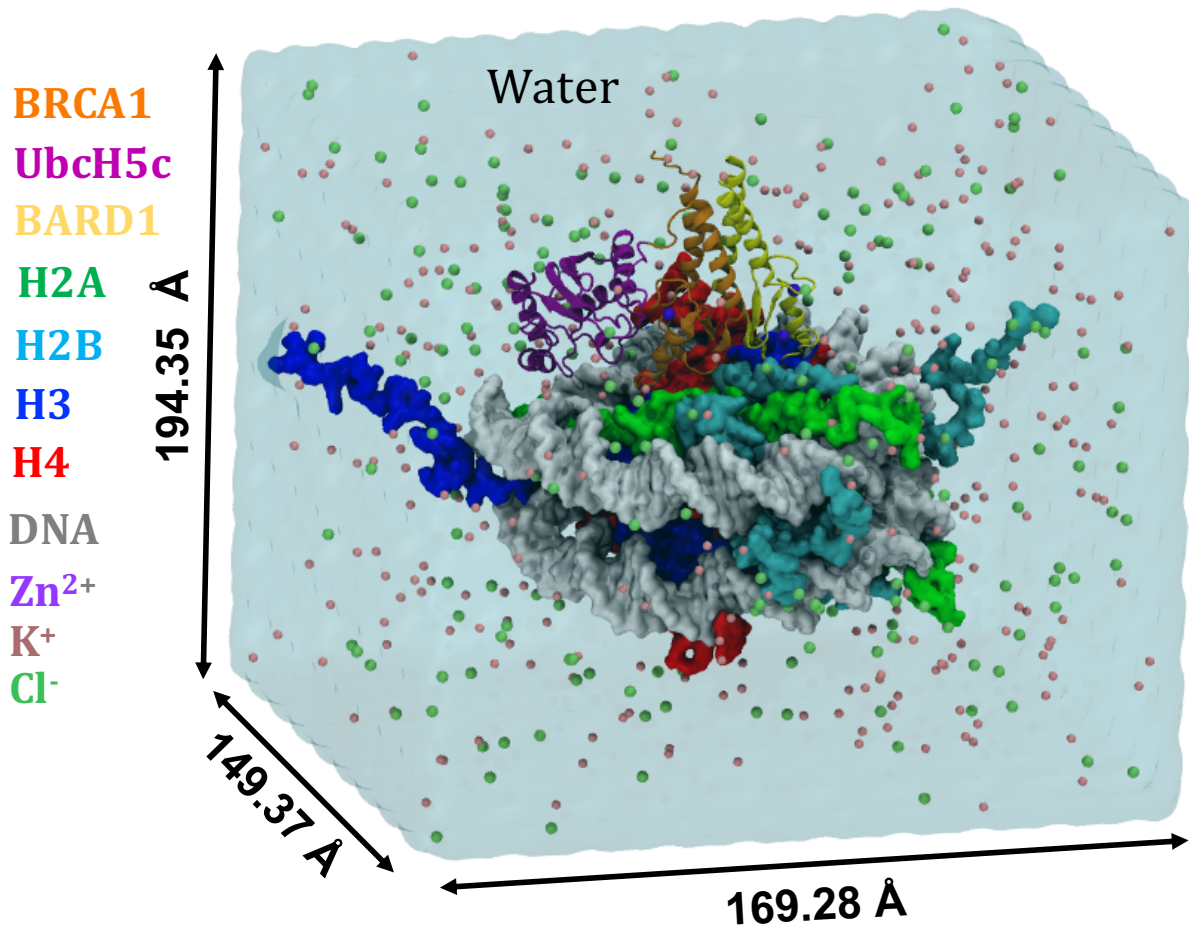 Water
BRCA1
UbcH5c
BARD1
H2A
H2B
H3
H4
DNA
Zn²⁺
K⁺
Cl⁻
194.35 Å
149.37 Å
169.28 Å